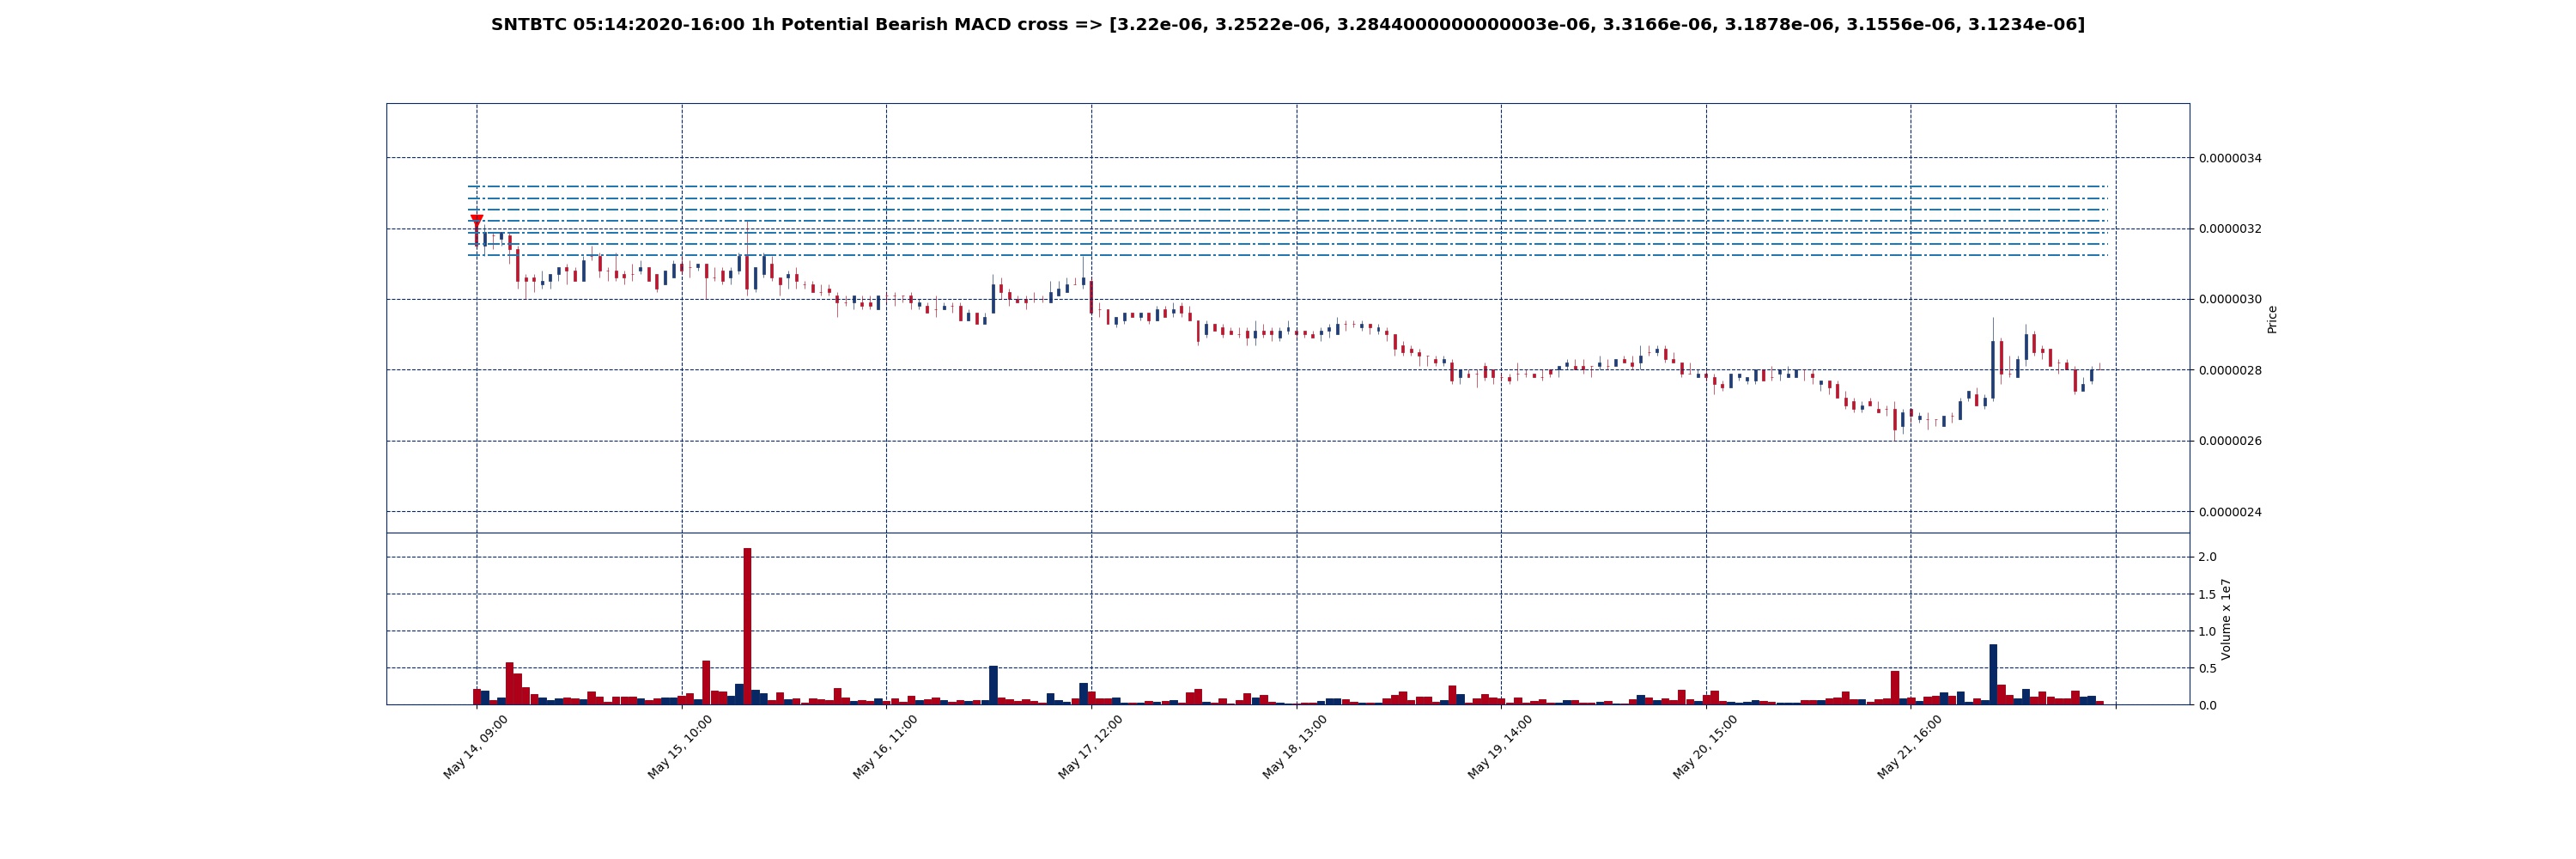 SNTBTC 05:14:2020-16:00 1h Potential Bearish MACD cross => [3.22e-06, 3.2522e-06, 3.2844000000000003e-06, 3.3166e-06, 3.1878e-06, 3.1556e-06, 3.1234e-06]
0.0000034
0.0000032
0.0000030
0.0000028
0.0000026
0.0000024
Price
2.0
1.5
1.0
0.5
0.0
Volume x 1e7
May 14, 09:00
May 15, 10:00
May 16, 11:00
May 17, 12:00
May 18, 13:00
May 19, 14:00
May 20, 15:00
May 21, 16:00